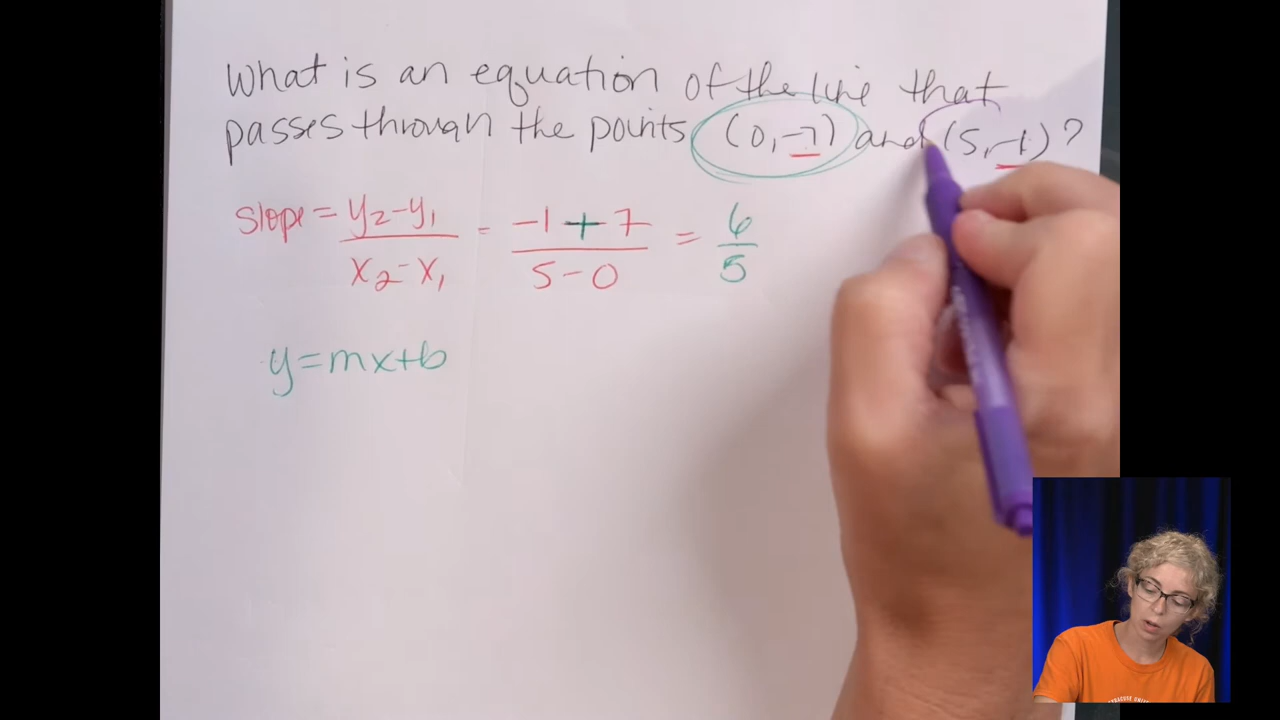 What is an equation of the line that
passes through the points (0,-7) and (5,-1)?
slope = y₂-y₁ / x₂-x₁ = -1+7 / 5-0 = 6/5
y=mx+b
SYRACUSE